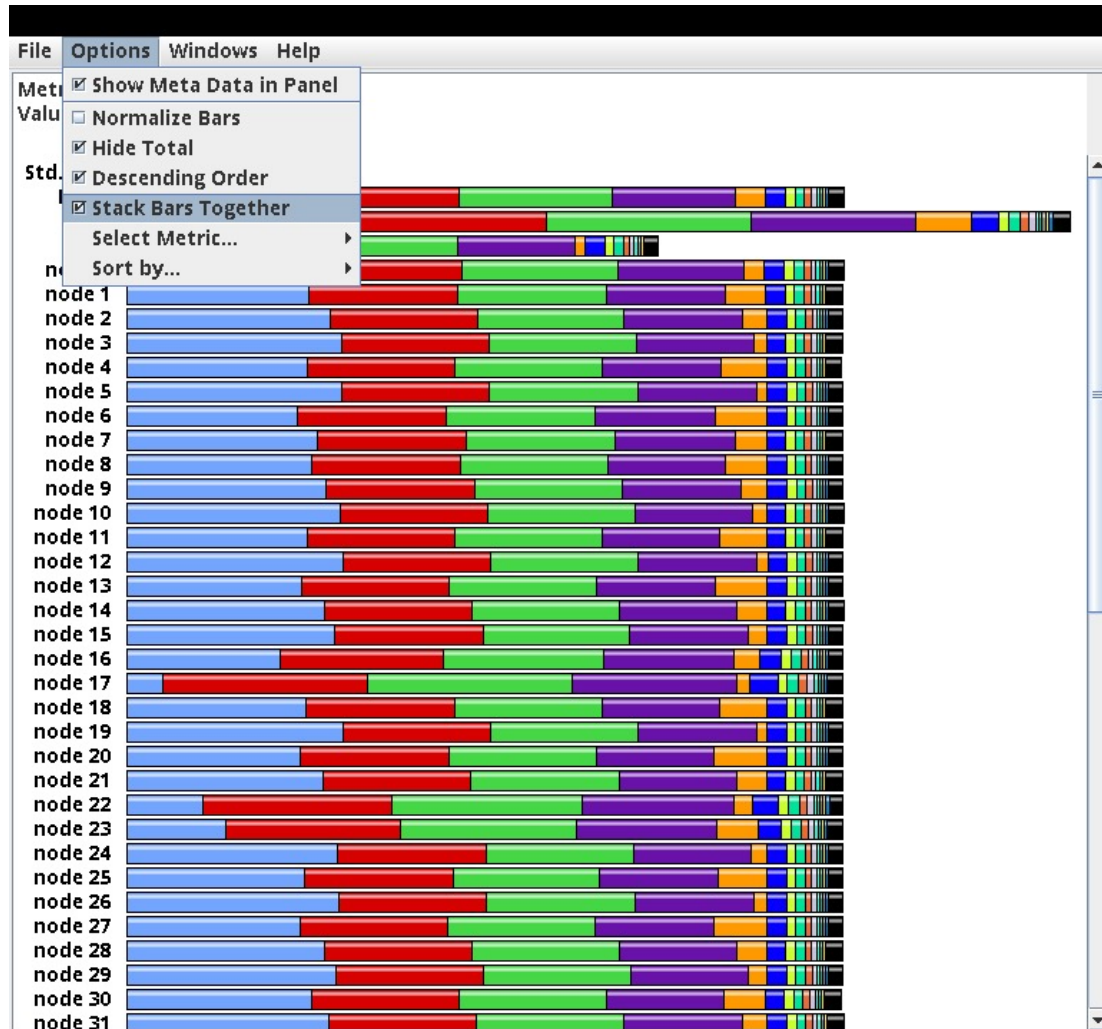 File Options Windows Help
Show Meta Data in Panel
Normalize Bars
Hide Total
Descending Order
Stack Bars Together
Select Metric...
Sort by...
Std.
node 1
node 2
node 3
node 4
node 5
node 6
node 7
node 8
node 9
node 10
node 11
node 12
node 13
node 14
node 15
node 16
node 17
node 18
node 19
node 20
node 21
node 22
node 23
node 24
node 25
node 26
node 27
node 28
node 29
node 30
node 31